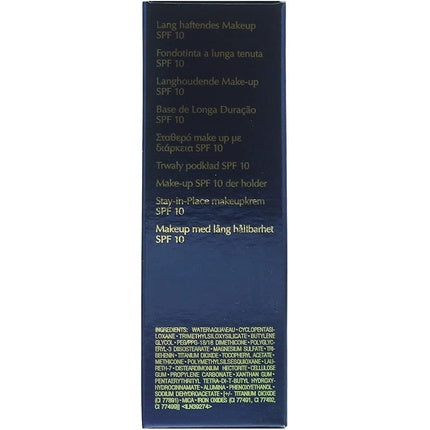 Lang haftendes Makeup
SPF 10
Fondotinta a lunga tenuta
SPF 10
Langhoudende Make-up
SPF 10
Base de Longa Duração
SPF 10
Σταθερό make up με
διάρκεια SPF 10
Trwały podkład SPF 10
Make-up SPF 10 der holder
Stay-in-Place makeupkrem
SPF 10
Makeup med lång hållbarhet
SPF 10
INGREDIENTS: WATER\AQUA\EAU • CYCLOPENTASI-
LOXANE • TRIMETHYLSILOXYSILICATE • BUTYLENE
GLYCOL • PEG/PPG-18/18 DIMETHICONE • POLYGLYC-
ERYL-3 DIISOSTEARATE • MAGNESIUM SULFATE • TRI-
BEHENIN • TITANIUM DIOXIDE • TOCOPHERYL ACETATE •
METHICONE • POLYMETHYLSILSESQUIOXANE • LAU-
RETH-7 • DISTEARDIMONIUM HECTORITE • CELLULOSE
GUM • PROPYLENE CARBONATE • XANTHAN GUM •
PENTAERYTHRITYL TETRA-DI-T-BUTYL HYDROXY-
HYDROCINNAMATE • ALUMINA • PHENOXYETHANOL •
SODIUM DEHYDROACETATE • [+/- TITANIUM DIOXIDE
(CI 77891) • MICA • IRON OXIDES (CI 77491, CI 77492,
CI 77499)] <ILN39274>